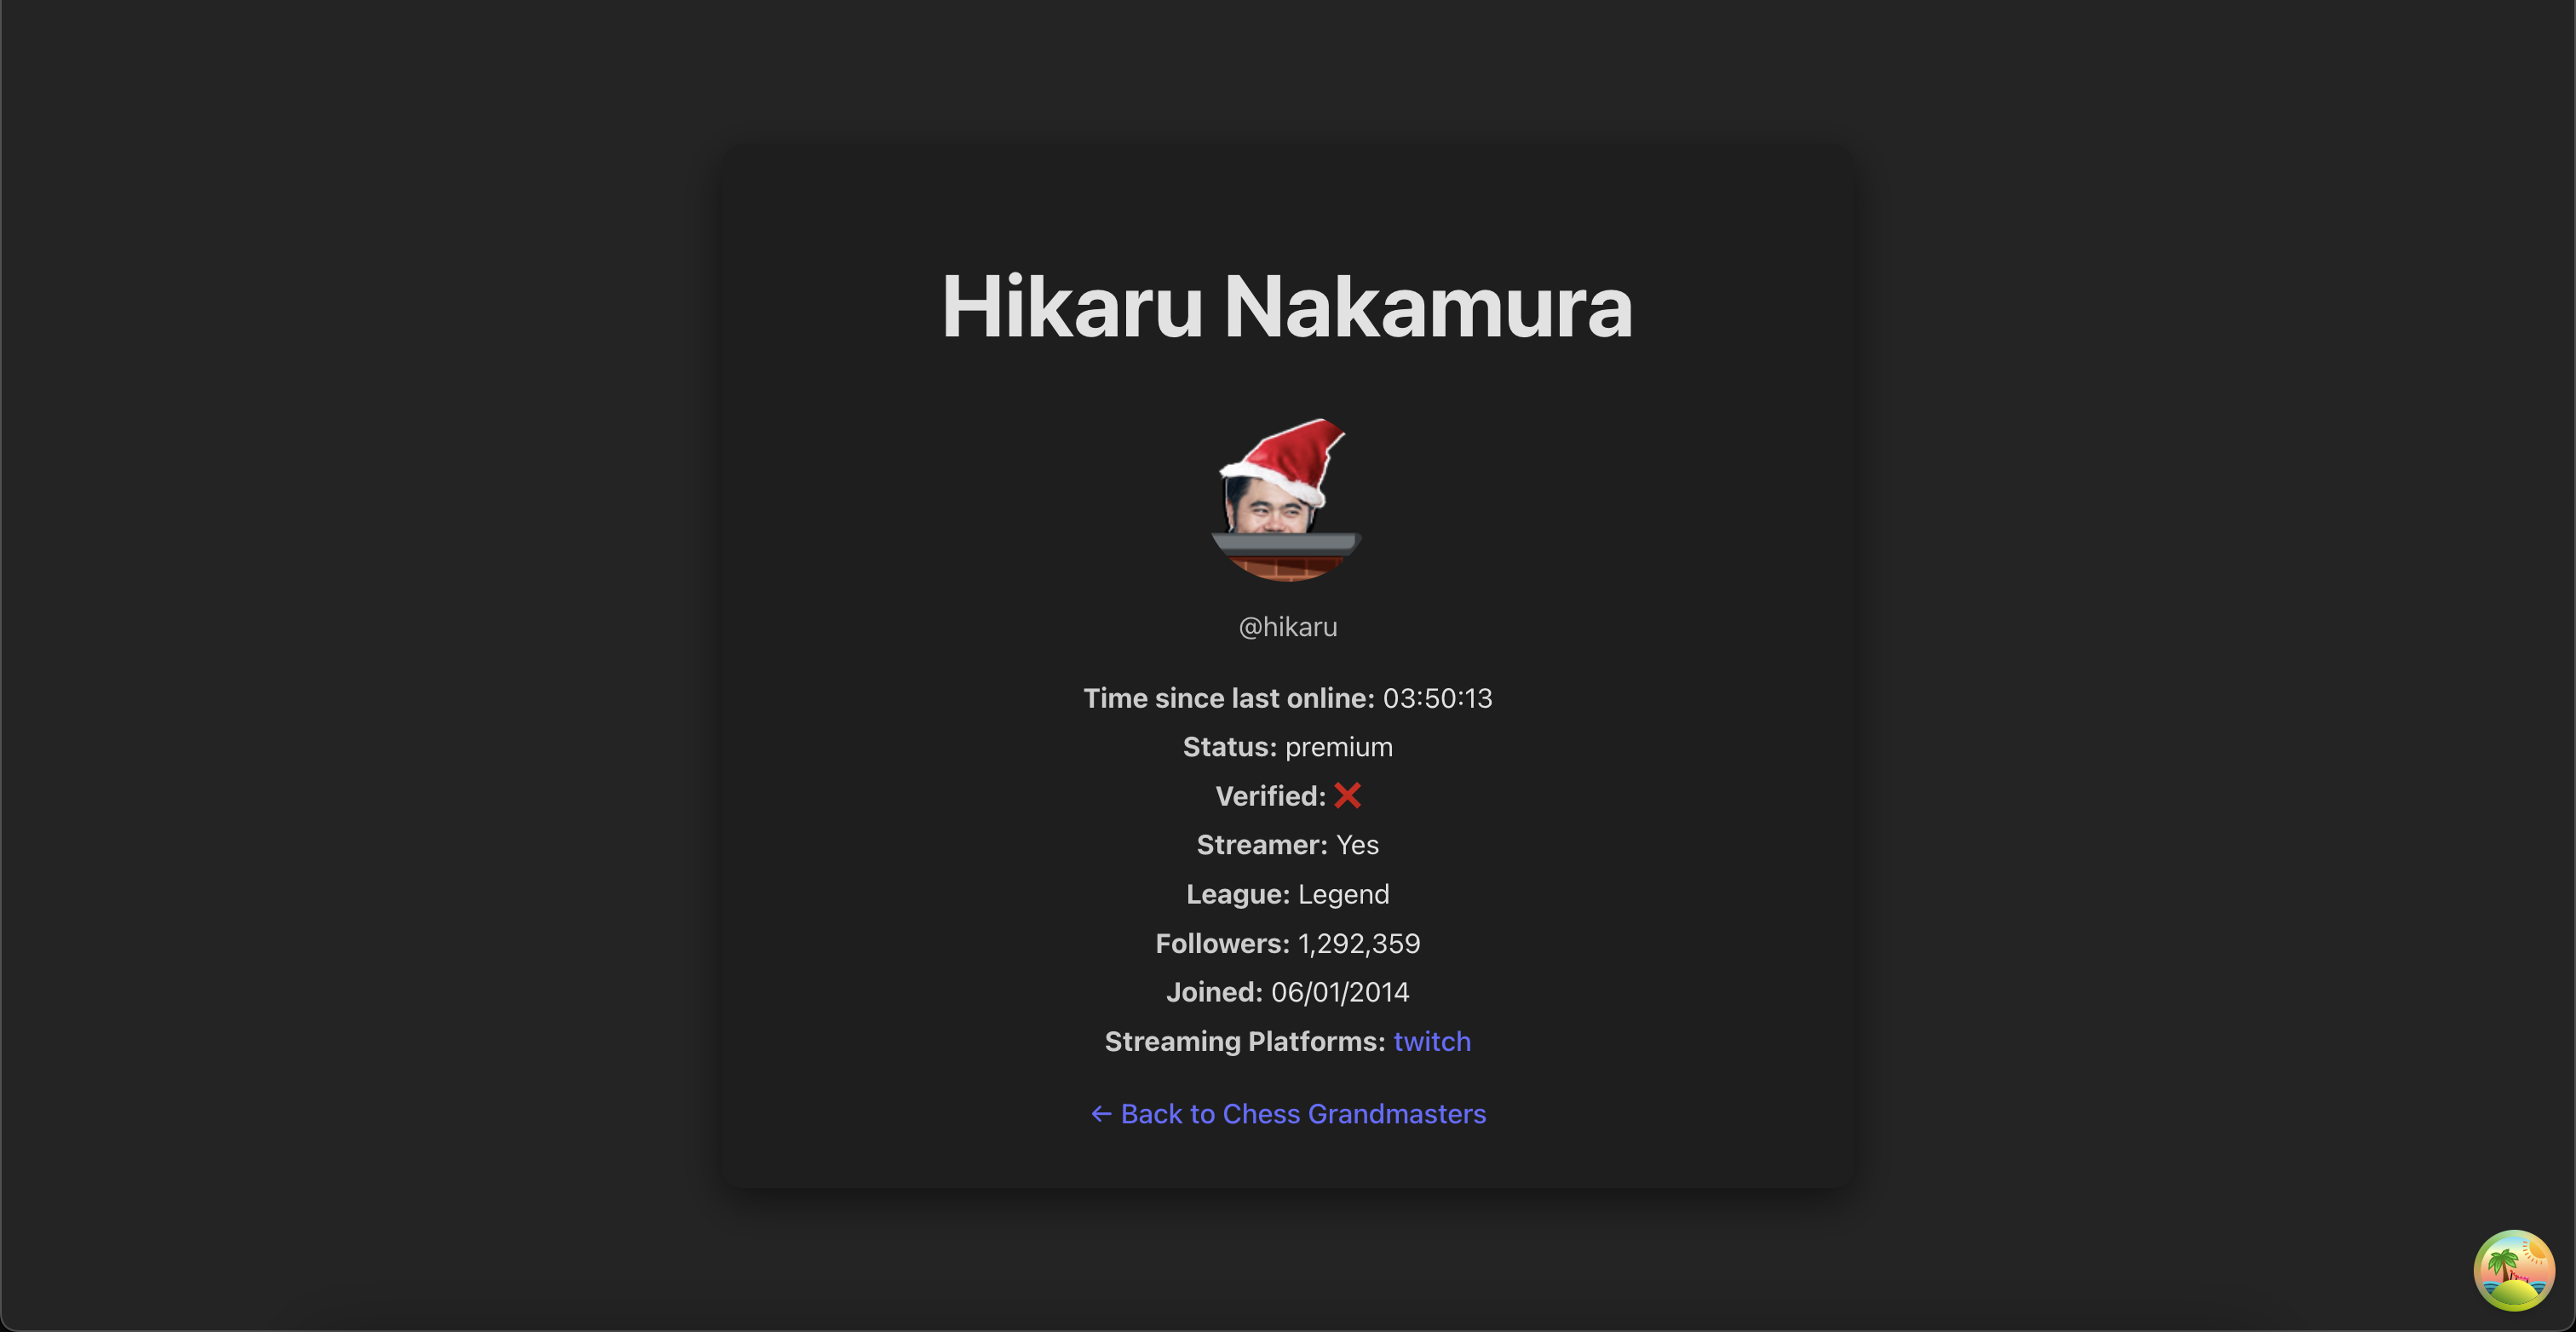 Hikaru Nakamura
@hikaru
Time since last online: 03:50:13
Status: premium
Verified: ❌
Streamer: Yes
League: Legend
Followers: 1,292,359
Joined: 06/01/2014
Streaming Platforms: twitch
← Back to Chess Grandmasters